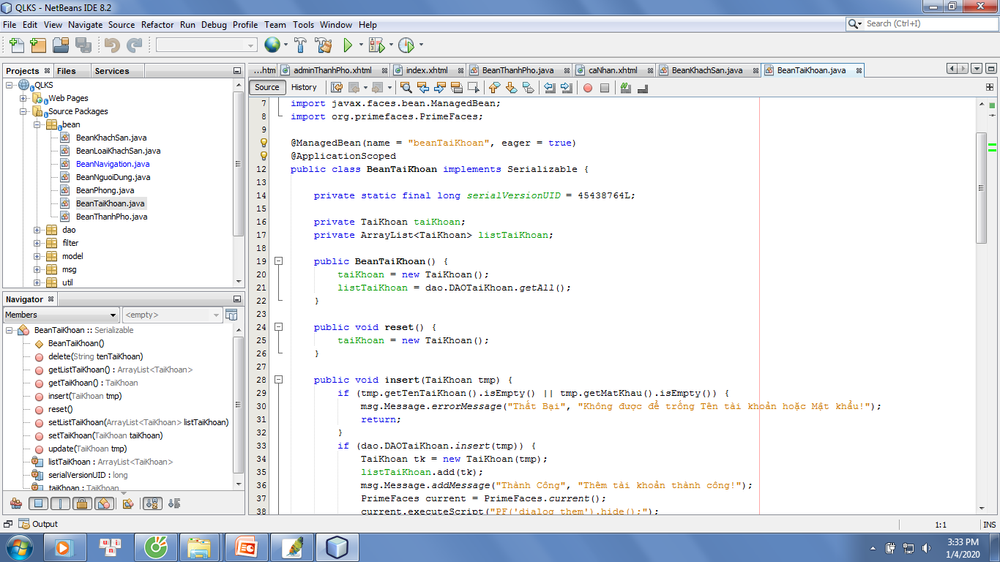 QLKS - NetBeans IDE 8.2
File Edit View Navigate Source Refactor Run Debug Profile Team Tools Window Help
Search (Ctrl+I)
Projects Files Services
QLKS
Web Pages
Source Packages
bean
BeanKhachSan.java
BeanLoaiKhachSan.java
BeanNavigation.java
BeanNguoiDung.java
BeanPhong.java
BeanTaiKhoan.java
BeanThanhPho.java
dao
filter
model
msg
util
Navigator
Members <empty>
BeanTaiKhoan :: Serializable
BeanTaiKhoan()
delete(String tenTaiKhoan)
getListTaiKhoan() : ArrayList<TaiKhoan>
getTaiKhoan() : TaiKhoan
insert(TaiKhoan tmp)
reset()
setListTaiKhoan(ArrayList<TaiKhoan> listTaiKhoan)
setTaiKhoan(TaiKhoan taiKhoan)
update(TaiKhoan tmp)
listTaiKhoan : ArrayList<TaiKhoan>
serialVersionUID : long
taiKhoan : TaiKhoan
...htm adminThanhPho.xhtml index.xhtml BeanThanhPho.java caNhan.xhtml BeanKhachSan.java BeanTaiKhoan.java
Source History
7 import javax.faces.bean.ManagedBean;
8 import org.primefaces.PrimeFaces;
9
@ManagedBean(name = "beanTaiKhoan", eager = true)
@ApplicationScoped
12 public class BeanTaiKhoan implements Serializable {
13
14 private static final long serialVersionUID = 45438764L;
15
16 private TaiKhoan taiKhoan;
17 private ArrayList<TaiKhoan> listTaiKhoan;
18
19 public BeanTaiKhoan() {
20 taiKhoan = new TaiKhoan();
21 listTaiKhoan = dao.DAOTaiKhoan.getAll();
22 }
23
24 public void reset() {
25 taiKhoan = new TaiKhoan();
26 }
27
28 public void insert(TaiKhoan tmp) {
29 if (tmp.getTenTaiKhoan().isEmpty() || tmp.getMatKhau().isEmpty()) {
30 msg.Message.errorMessage("Thất Bại", "Không được để trống Tên tài khoản hoặc Mật khẩu!");
31 return;
32 }
33 if (dao.DAOTaiKhoan.insert(tmp)) {
34 TaiKhoan tk = new TaiKhoan(tmp);
35 listTaiKhoan.add(tk);
36 msg.Message.addMessage("Thành Công", "Thêm tài khoản thành công!");
37 PrimeFaces current = PrimeFaces.current();
38 current.executeScript("PF('dialog_them').hide();");
Output
1:1 INS
3:33 PM
1/4/2020